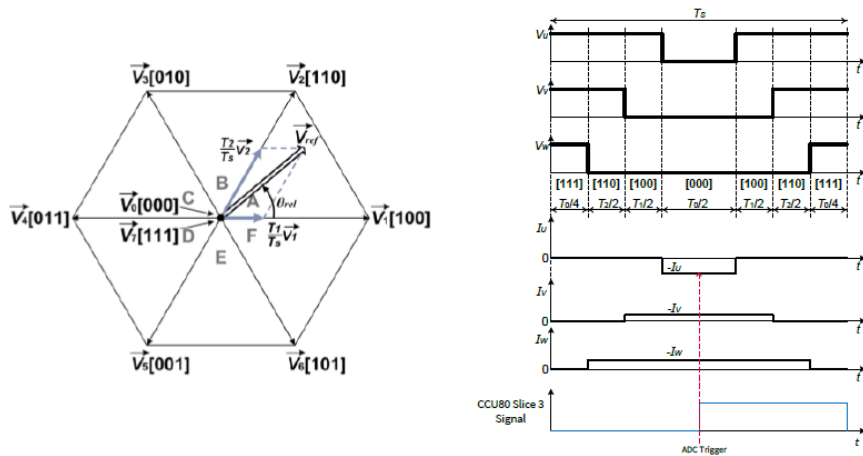 V₃[010]
V₂[110]
T2/Ts V₂
Vref
B
C
A
θrel
V₀[000]
V₄[011]
V₁[100]
V₇[111]
D
F
T1/Ts V₁
E
V₅[001]
V₆[101]
Ts
Vu
t
Vv
t
Vw
t
[111] [110] [100] [000] [100] [110] [111]
T0/4 T2/2 T1/2 T0/2 T1/2 T2/2 T0/4
Iu
0
-Iu
t
Iv
-Iv
0
t
Iw
-Iw
0
t
CCU80 Slice 3
Signal
t
ADC Trigger